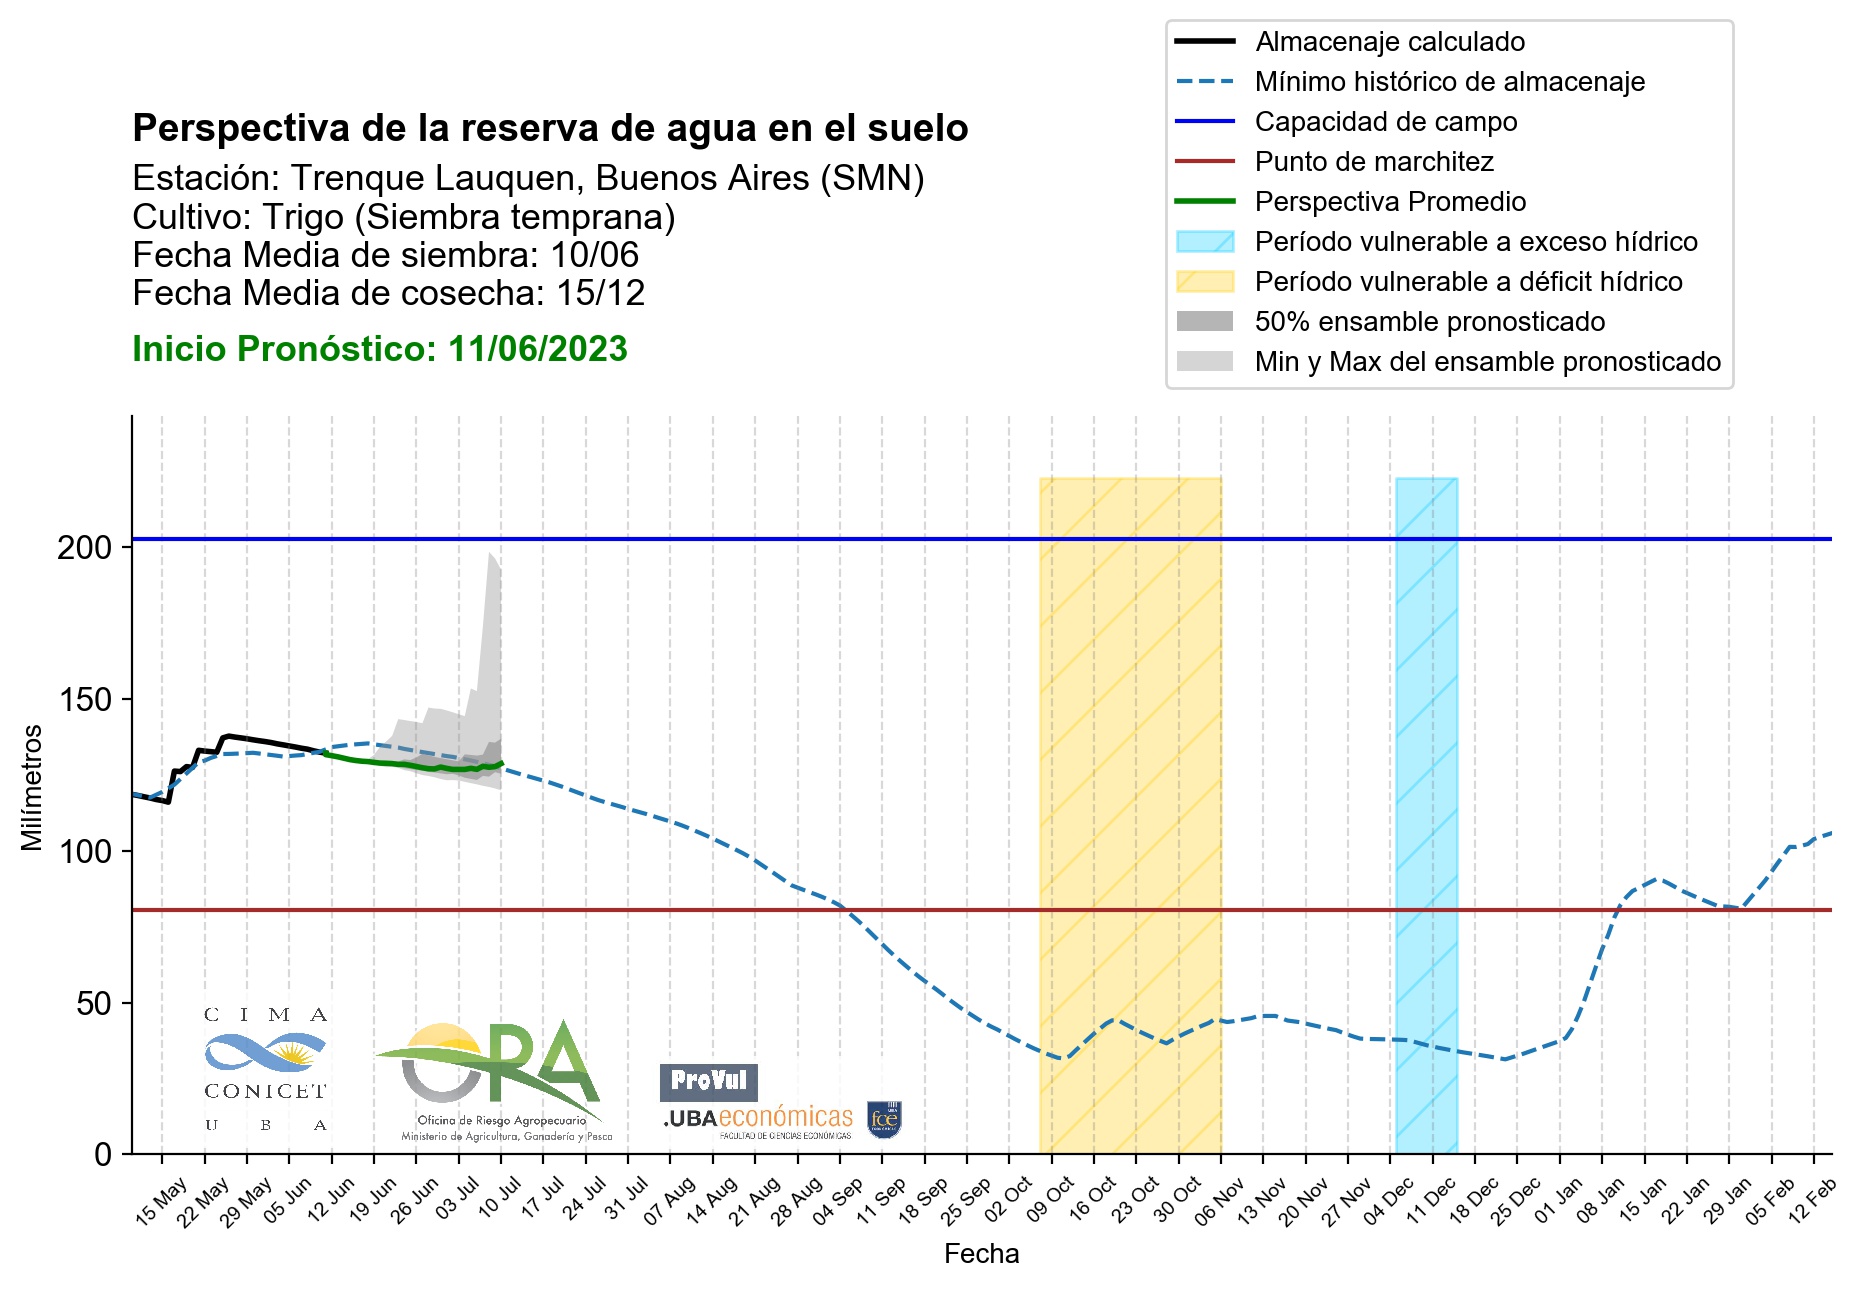 Almacenaje calculado
Mínimo histórico de almacenaje
Capacidad de campo
Punto de marchitez
Perspectiva Promedio
Período vulnerable a exceso hídrico
Período vulnerable a déficit hídrico
50% ensamble pronosticado
Min y Max del ensamble pronosticado
Perspectiva de la reserva de agua en el suelo
Estación: Trenque Lauquen, Buenos Aires (SMN)
Cultivo: Trigo (Siembra temprana)
Fecha Media de siembra: 10/06
Fecha Media de cosecha: 15/12
Inicio Pronóstico: 11/06/2023
Milímetros
200
150
100
50
0
CIMA
CONICET
UBA
ORA
Oficina de Riesgo Agropecuario
Ministerio de Agricultura, Ganadería y Pesca
ProVul
.UBAeconómicas
FACULTAD DE CIENCIAS ECONÓMICAS
UBA
fce
15 May
22 May
29 May
05 Jun
12 Jun
19 Jun
26 Jun
03 Jul
10 Jul
17 Jul
24 Jul
31 Jul
07 Aug
14 Aug
21 Aug
28 Aug
04 Sep
11 Sep
18 Sep
25 Sep
02 Oct
09 Oct
16 Oct
23 Oct
30 Oct
06 Nov
13 Nov
20 Nov
27 Nov
04 Dec
11 Dec
18 Dec
25 Dec
01 Jan
08 Jan
15 Jan
22 Jan
29 Jan
05 Feb
12 Feb
Fecha